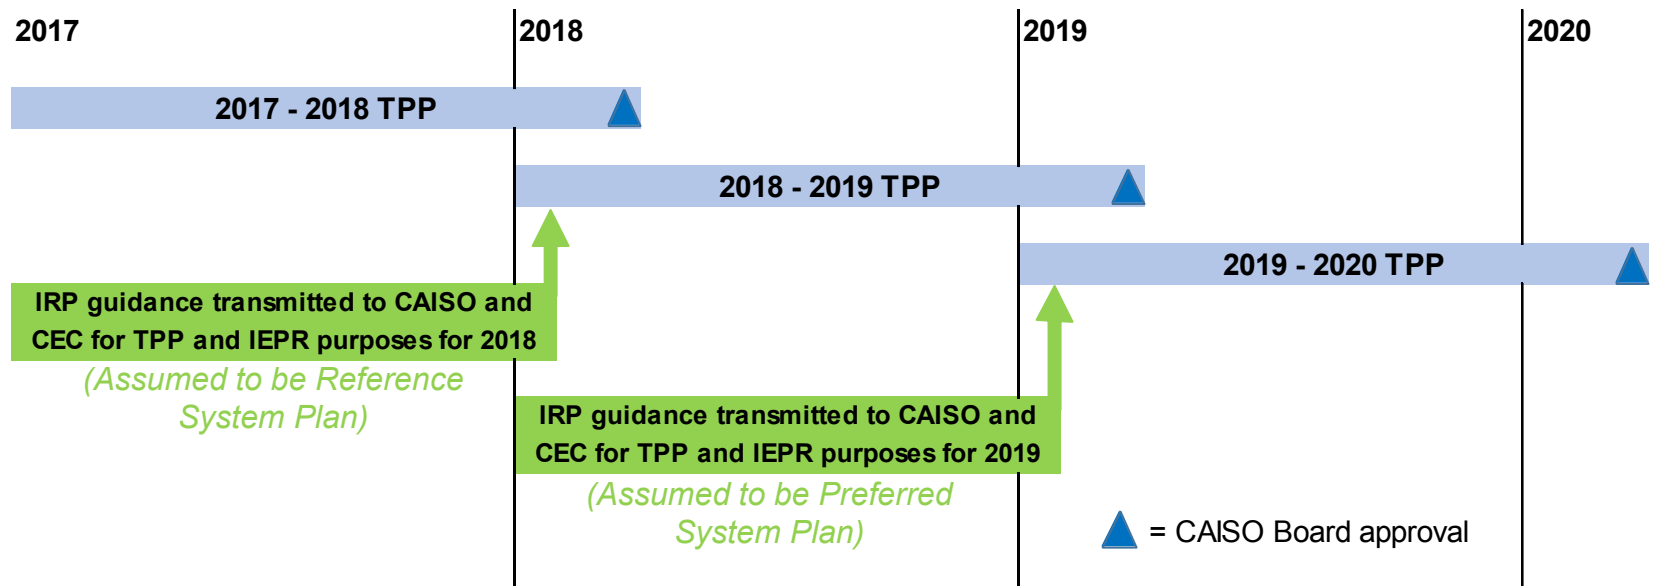 2017
2018
2019
2020
2017 - 2018 TPP
2018 - 2019 TPP
2019 - 2020 TPP
IRP guidance transmitted to CAISO and
CEC for TPP and IEPR purposes for 2018
(Assumed to be Reference
System Plan)
IRP guidance transmitted to CAISO and
CEC for TPP and IEPR purposes for 2019
(Assumed to be Preferred
System Plan)
= CAISO Board approval